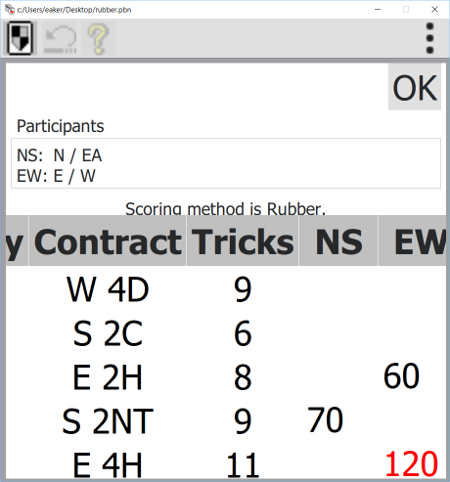 c:/Users/eaker/Desktop/rubber.pbn
OK
Participants
NS: N / EA
EW: E / W
Scoring method is Rubber.
y Contract Tricks NS EW
W 4D 9
S 2C 6
E 2H 8 60
S 2NT 9 70
E 4H 11 120